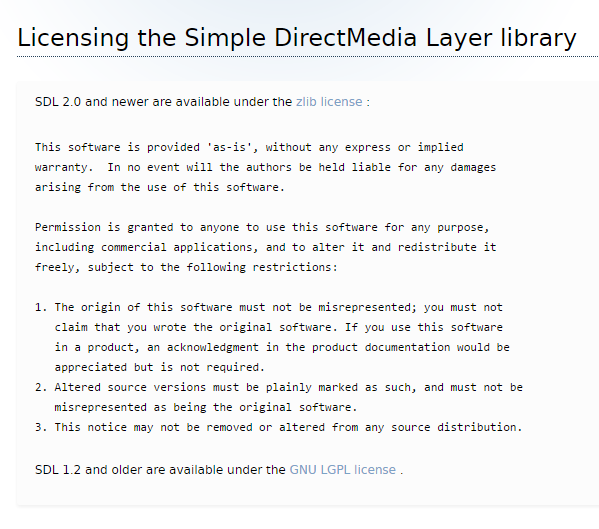 Licensing the Simple DirectMedia Layer library
SDL 2.0 and newer are available under the zlib license :
This software is provided 'as-is', without any express or implied
warranty.  In no event will the authors be held liable for any damages
arising from the use of this software.
Permission is granted to anyone to use this software for any purpose,
including commercial applications, and to alter it and redistribute it
freely, subject to the following restrictions:
1. The origin of this software must not be misrepresented; you must not
claim that you wrote the original software. If you use this software
in a product, an acknowledgment in the product documentation would be
appreciated but is not required.
2. Altered source versions must be plainly marked as such, and must not be
misrepresented as being the original software.
3. This notice may not be removed or altered from any source distribution.
SDL 1.2 and older are available under the GNU LGPL license .